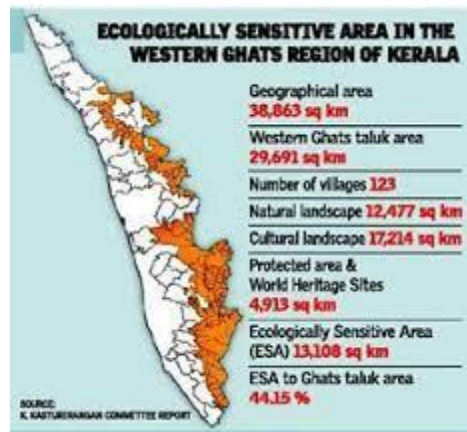 ECOLOGICALLY SENSITIVE AREA IN THE
WESTERN GHATS REGION OF KERALA
Geographical area
38,863 sq km
Western Ghats taluk area
29,691 sq km
Number of villages 123
Natural landscape 12,477 sq km
Cultural landscape 17,214 sq km
Protected area &
World Heritage Sites
4,913 sq km
Ecologically Sensitive Area
(ESA) 13,108 sq km
ESA to Ghats taluk area
44.15 %
SOURCE:
K. KASTURIRANGAN COMMITTEE REPORT